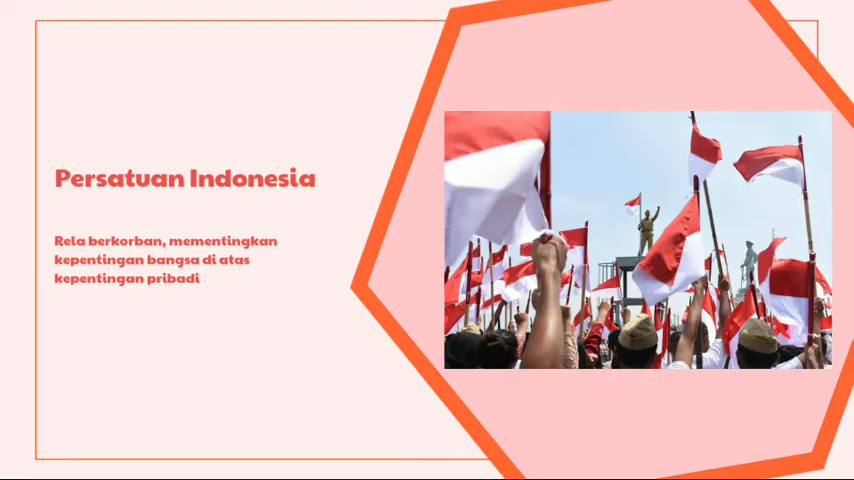 Persatuan Indonesia
Rela berkorban, mementingkan
kepentingan bangsa di atas
kepentingan pribadi